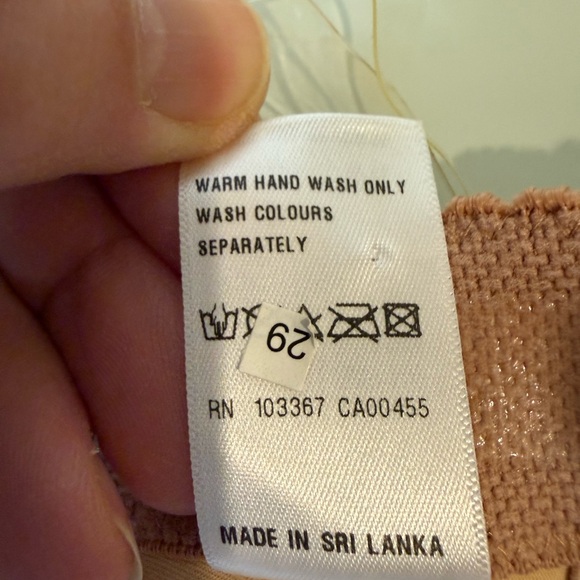 WARM HAND WASH ONLY
WASH COLOURS
SEPARATELY
29
RN 103367 CA00455
MADE IN SRI LANKA